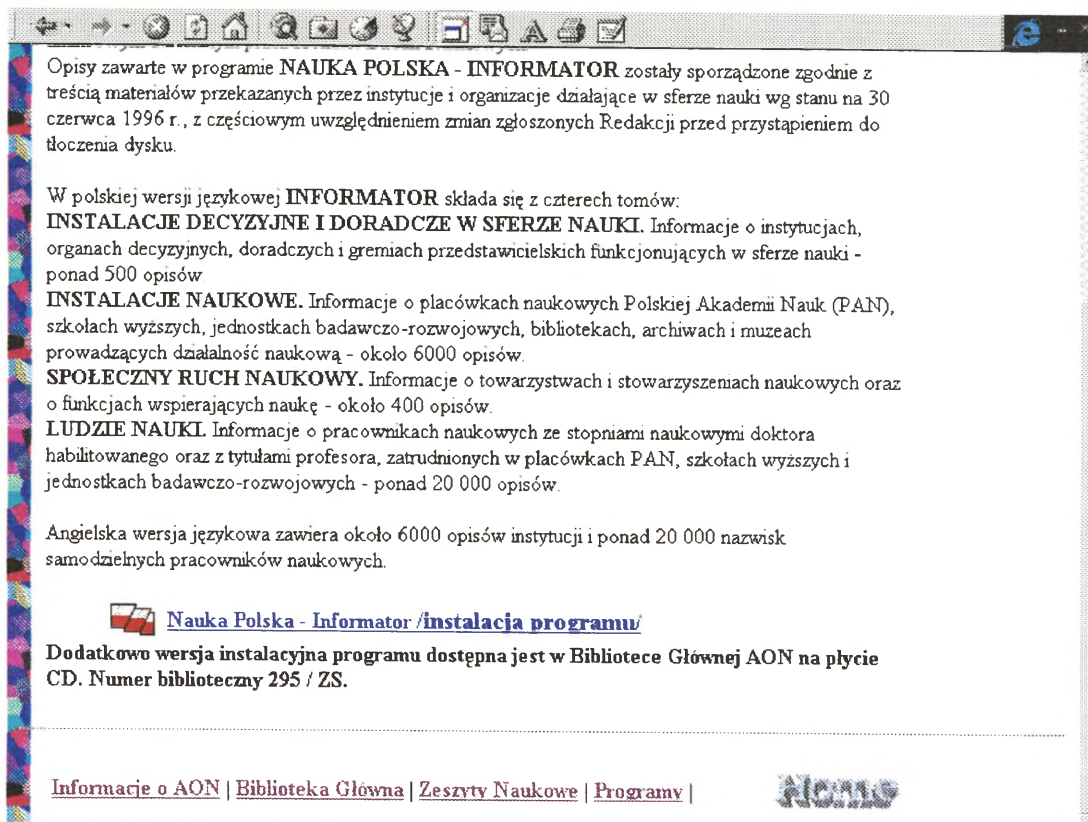 Opisy zawarte w programie NAUKA POLSKA - INFORMATOR zostały sporządzone zgodnie z
treścią materiałów przekazanych przez instytucje i organizacje działające w sferze nauki wg stanu na 30
czerwca 1996 r., z częściowym uwzględnieniem zmian zgłoszonych Redakcji przed przystąpieniem do
tłoczenia dysku.
W polskiej wersji językowej INFORMATOR składa się z czterech tomów:
INSTALACJE DECYZYJNE I DORADCZE W SFERZE NAUKI. Informacje o instytucjach,
organach decyzyjnych, doradczych i gremiach przedstawicielskich funkcjonujących w sferze nauki -
ponad 500 opisów
INSTALACJE NAUKOWE. Informacje o placówkach naukowych Polskiej Akademii Nauk (PAN),
szkołach wyższych, jednostkach badawczo-rozwojowych, bibliotekach, archiwach i muzeach
prowadzących działalność naukową - około 6000 opisów.
SPOŁECZNY RUCH NAUKOWY. Informacje o towarzystwach i stowarzyszeniach naukowych oraz
o funkcjach wspierających naukę - około 400 opisów.
LUDZIE NAUKI. Informacje o pracownikach naukowych ze stopniami naukowymi doktora
habilitowanego oraz z tytułami profesora, zatrudnionych w placówkach PAN, szkołach wyższych i
jednostkach badawczo-rozwojowych - ponad 20 000 opisów.
Angielska wersja językowa zawiera około 6000 opisów instytucji i ponad 20 000 nazwisk
samodzielnych pracowników naukowych.
Nauka Polska - Informator /instalacja programu/
Dodatkowo wersja instalacyjna programu dostępna jest w Bibliotece Głównej AON na płycie
CD. Numer biblioteczny 295 / ZS.
Informacje o AON | Biblioteka Główna | Zeszyty Naukowe | Programy |
Home